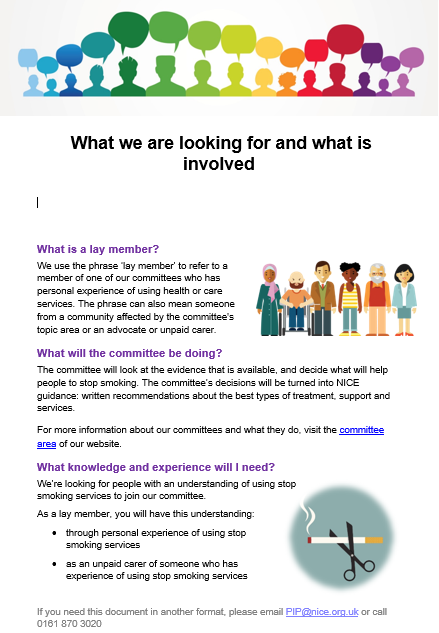 What we are looking for and what is
involved
What is a lay member?
We use the phrase 'lay member' to refer to a
member of one of our committees who has
personal experience of using health or care
services. The phrase can also mean someone
from a community affected by the committee's
topic area or an advocate or unpaid carer.
What will the committee be doing?
The committee will look at the evidence that is available, and decide what will help
people to stop smoking. The committee's decisions will be turned into NICE
guidance: written recommendations about the best types of treatment, support and
services.
For more information about our committees and what they do, visit the committee
area of our website.
What knowledge and experience will I need?
We're looking for people with an understanding of using stop
smoking services to join our committee.
As a lay member, you will have this understanding:
• through personal experience of using stop
smoking services
• as an unpaid carer of someone who has
experience of using stop smoking services
If you need this document in another format, please email PIP@nice.org.uk or call
0161 870 3020